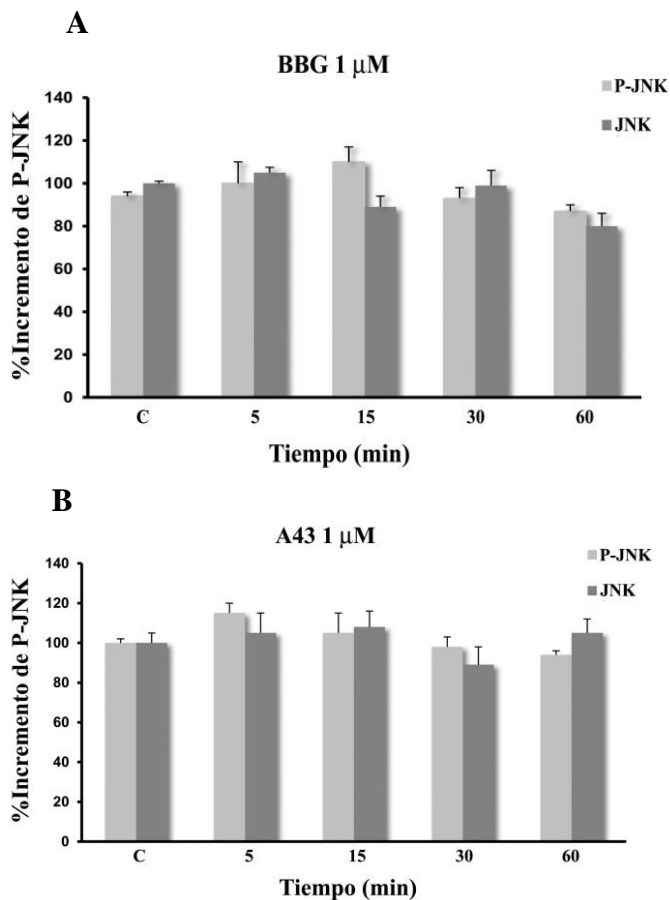 A
BBG 1 μM
P-JNK
JNK
%Incremento de P-JNK
140
120
100
80
60
40
20
0
C 5 15 30 60
Tiempo (min)
B
A43 1 μM
P-JNK
JNK
%Incremento de P-JNK
140
120
100
80
60
40
20
0
C 5 15 30 60
Tiempo (min)